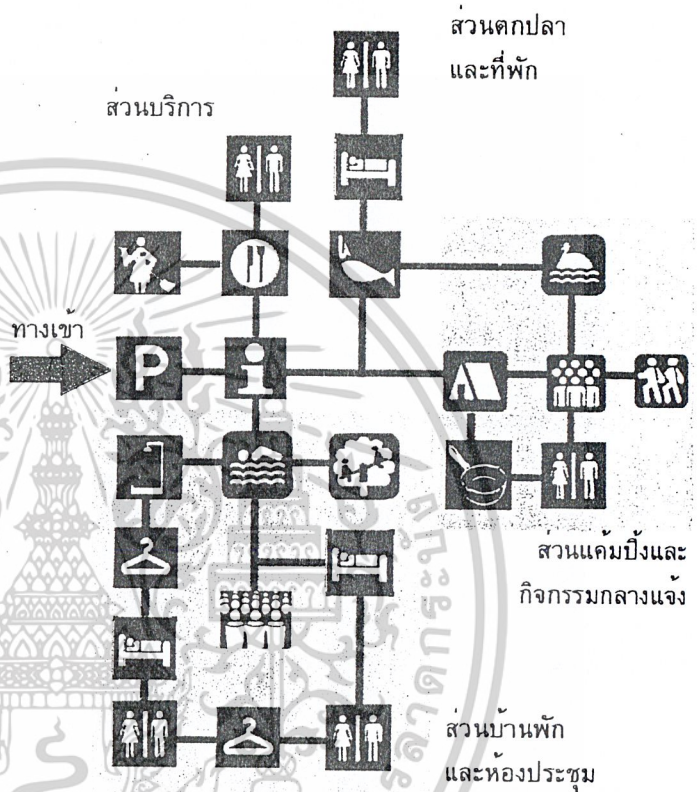 ส่วนตกปลา
และที่พัก
ส่วนบริการ
ทางเข้า
P
i
ส่วนแค้มปิ้งและ
กิจกรรมกลางแจ้ง
ส่วนบ้านพัก
และห้องประชุม